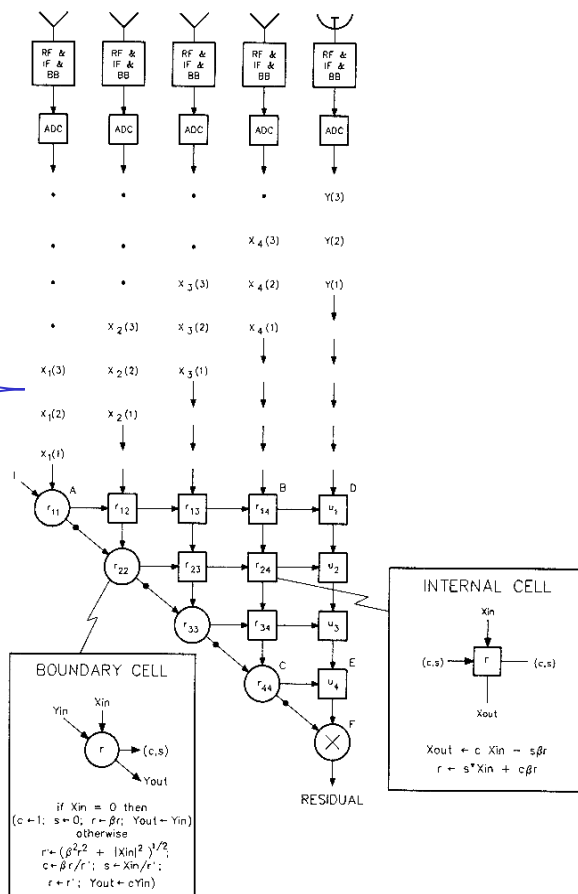 RF & RF & RF & RF & RF &
IF & IF & IF & IF & IF &
BB BB BB BB BB
ADC ADC ADC ADC ADC
Y(3)
X4(3) Y(2)
X3(3) X4(2) Y(1)
X2(3) X3(2) X4(1)
X1(3) X2(2) X3(1)
X1(2) X2(1)
X1(1)
I A B D
r11 r12 r13 r14 u1
r22 r23 r24 u2
r33 r34 u3
C E
r44 u4
F
RESIDUAL
BOUNDARY CELL
Xin
Yin
r (c,s)
Yout
if Xin = 0 then
(c←1; s←0; r←βr; Yout←Yin)
otherwise
r'←(β²r² + |Xin|²)^1/2;
c←βr/r'; s←Xin/r';
r←r'; Yout←cYin)
INTERNAL CELL
Xin
(c,s) r (c,s)
Xout
Xout ← c Xin − sβr
r ← s*Xin + cβr